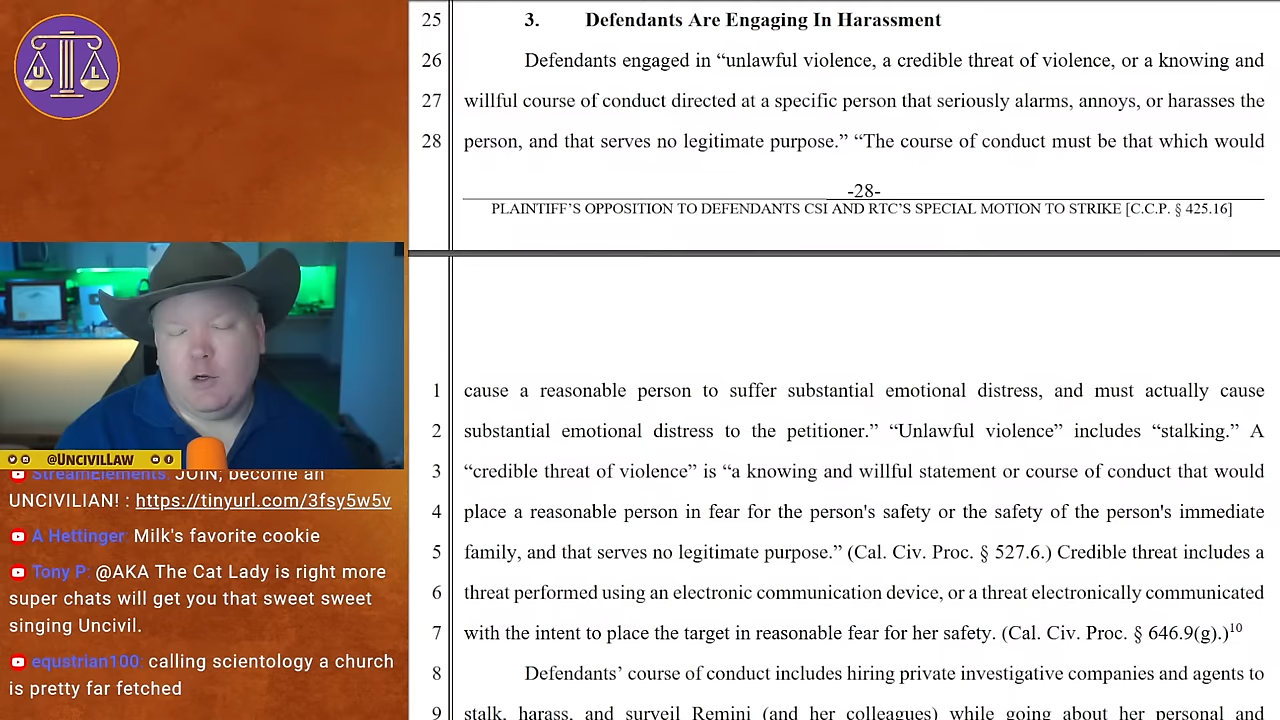 U L
@UNCIVILLAW
StreamElements: JOIN, become an
UNCIVILIAN! : https://tinyurl.com/3fsy5w5v
A Hettinger: Milk's favorite cookie
Tony P: @AKA The Cat Lady is right more
super chats will get you that sweet sweet
singing Uncivil.
equstrian100: calling scientology a church
is pretty far fetched
25 3. Defendants Are Engaging In Harassment
26 Defendants engaged in “unlawful violence, a credible threat of violence, or a knowing and
27 willful course of conduct directed at a specific person that seriously alarms, annoys, or harasses the
28 person, and that serves no legitimate purpose.” “The course of conduct must be that which would
-28-
PLAINTIFF’S OPPOSITION TO DEFENDANTS CSI AND RTC’S SPECIAL MOTION TO STRIKE [C.C.P. § 425.16]
1 cause a reasonable person to suffer substantial emotional distress, and must actually cause
2 substantial emotional distress to the petitioner.” “Unlawful violence” includes “stalking.” A
3 “credible threat of violence” is “a knowing and willful statement or course of conduct that would
4 place a reasonable person in fear for the person's safety or the safety of the person's immediate
5 family, and that serves no legitimate purpose.” (Cal. Civ. Proc. § 527.6.) Credible threat includes a
6 threat performed using an electronic communication device, or a threat electronically communicated
7 with the intent to place the target in reasonable fear for her safety. (Cal. Civ. Proc. § 646.9(g).)10
8 Defendants’ course of conduct includes hiring private investigative companies and agents to
9 stalk, harass, and surveil Remini (and her colleagues) while going about her personal and